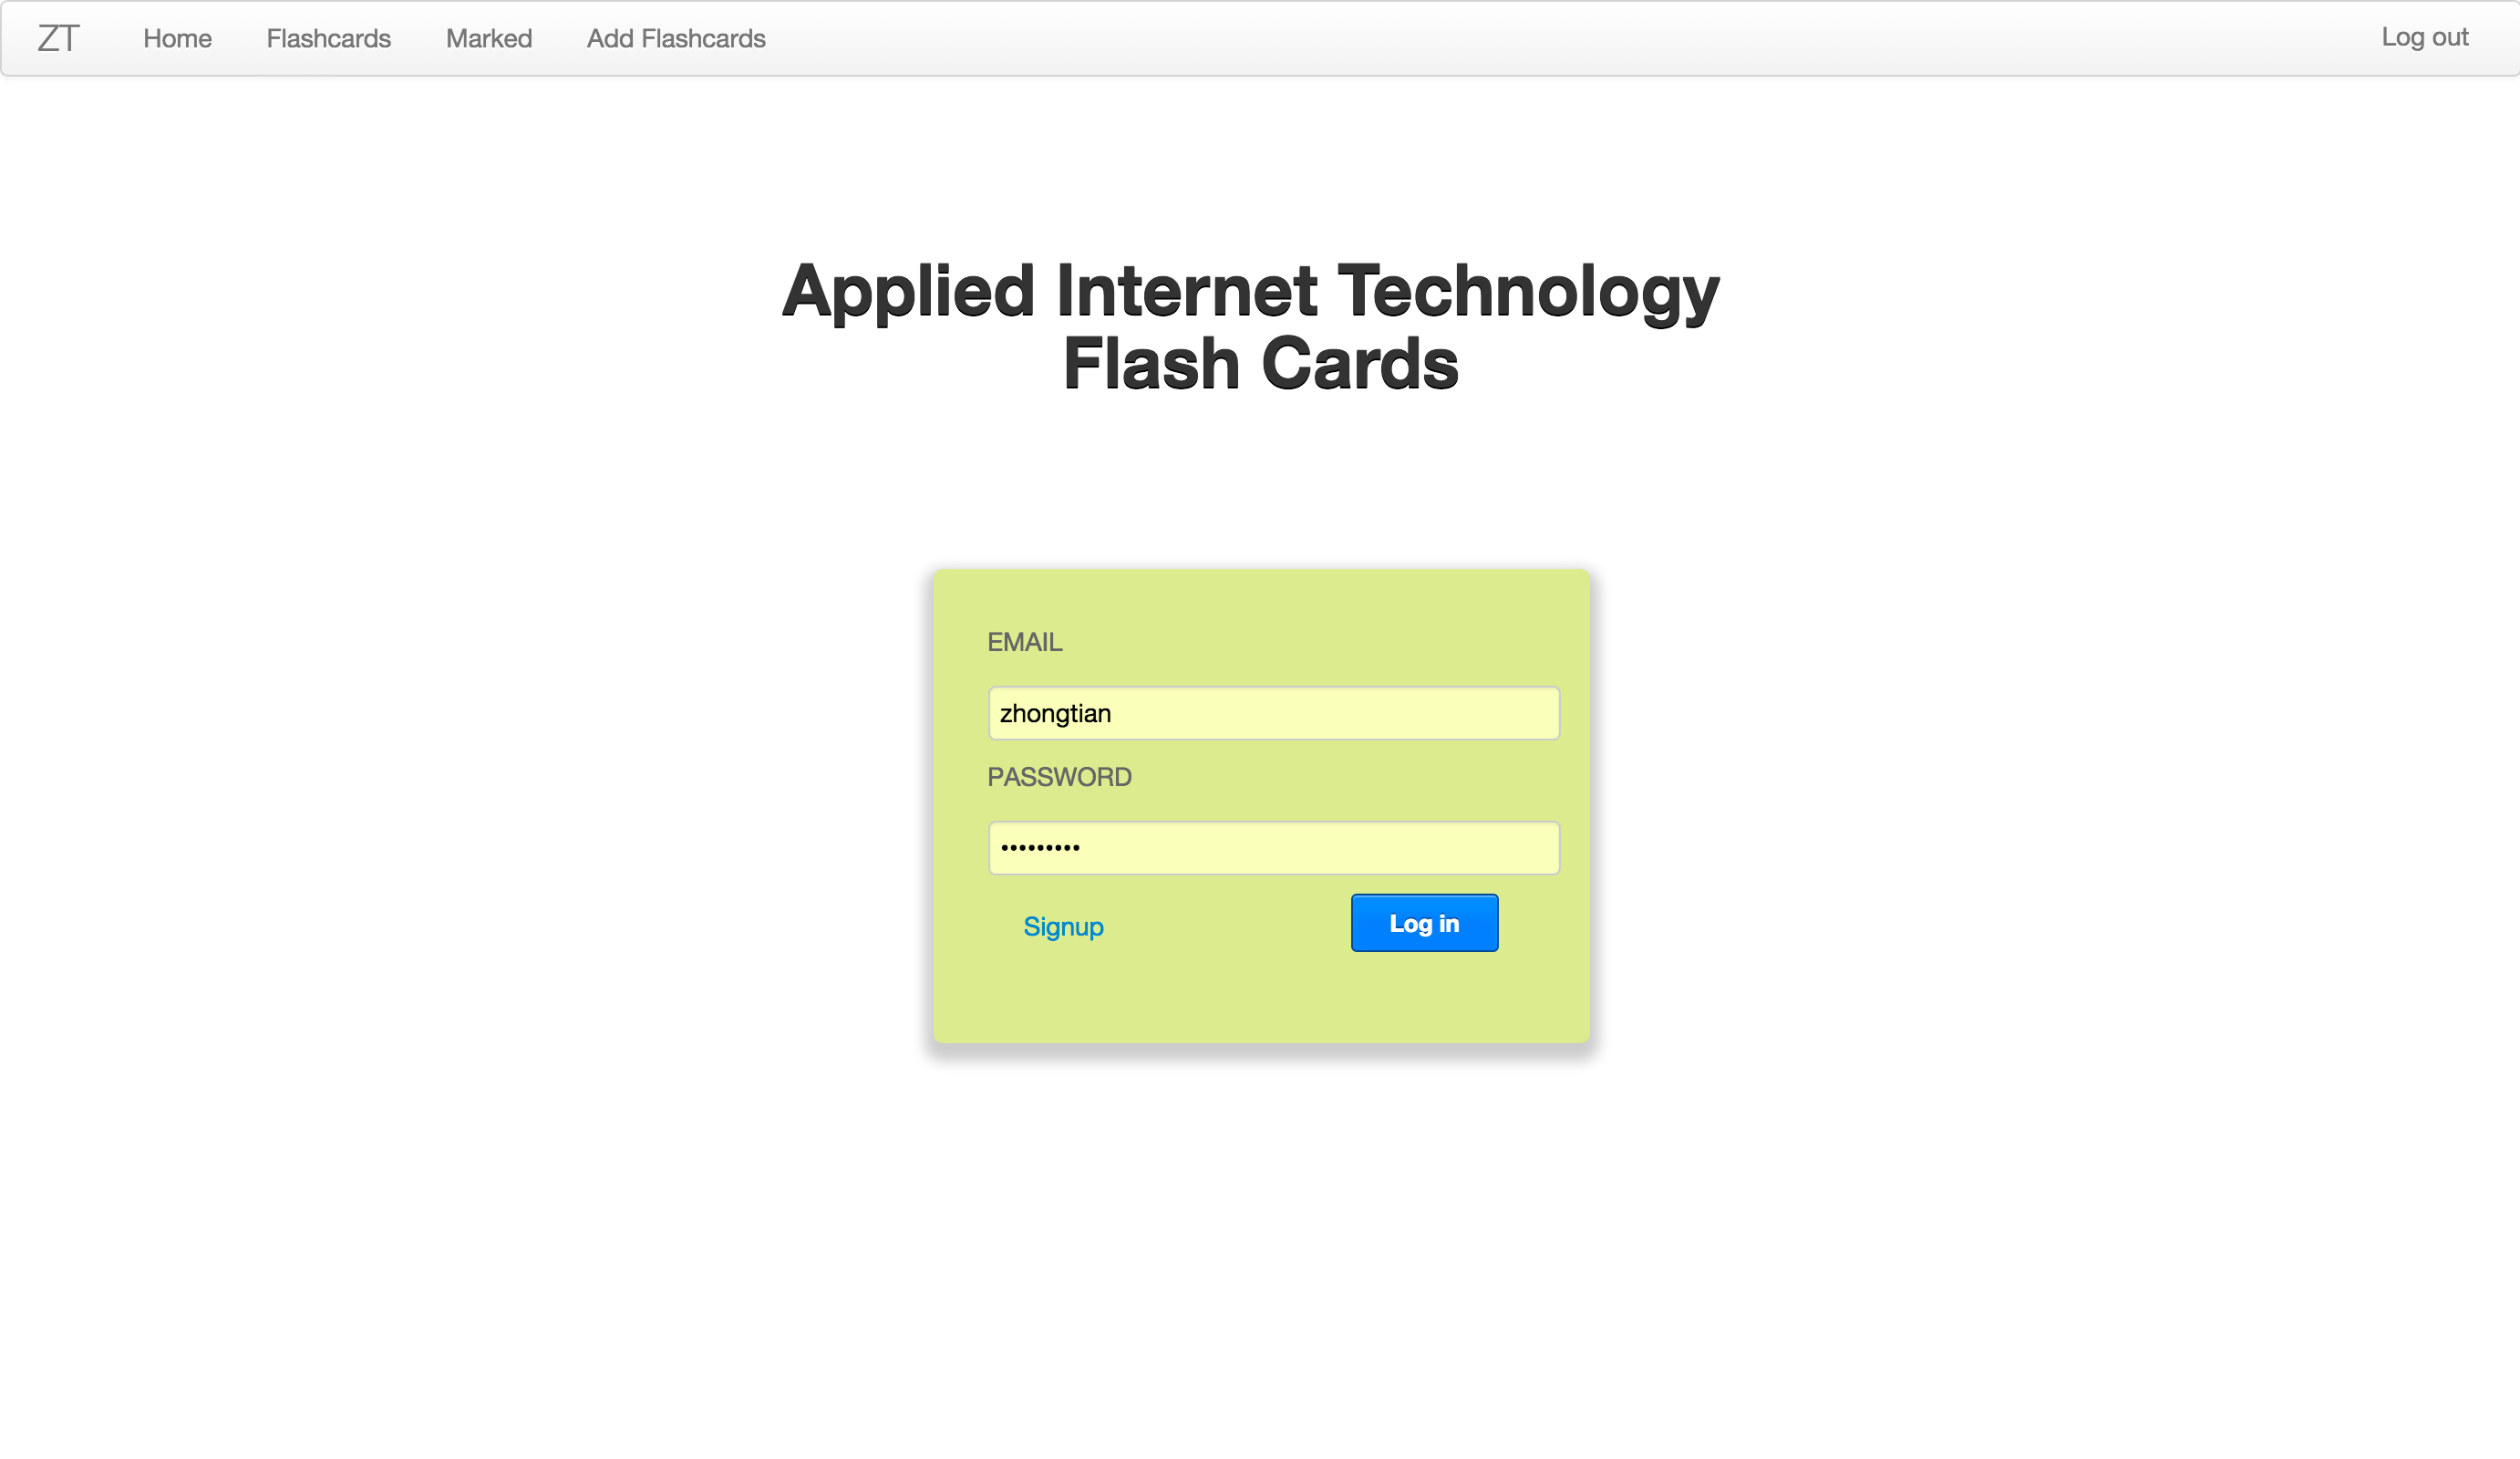 ZT Home Flashcards Marked Add Flashcards Log out
Applied Internet Technology
Flash Cards
EMAIL
zhongtian
PASSWORD
•••••••••
Signup Log in